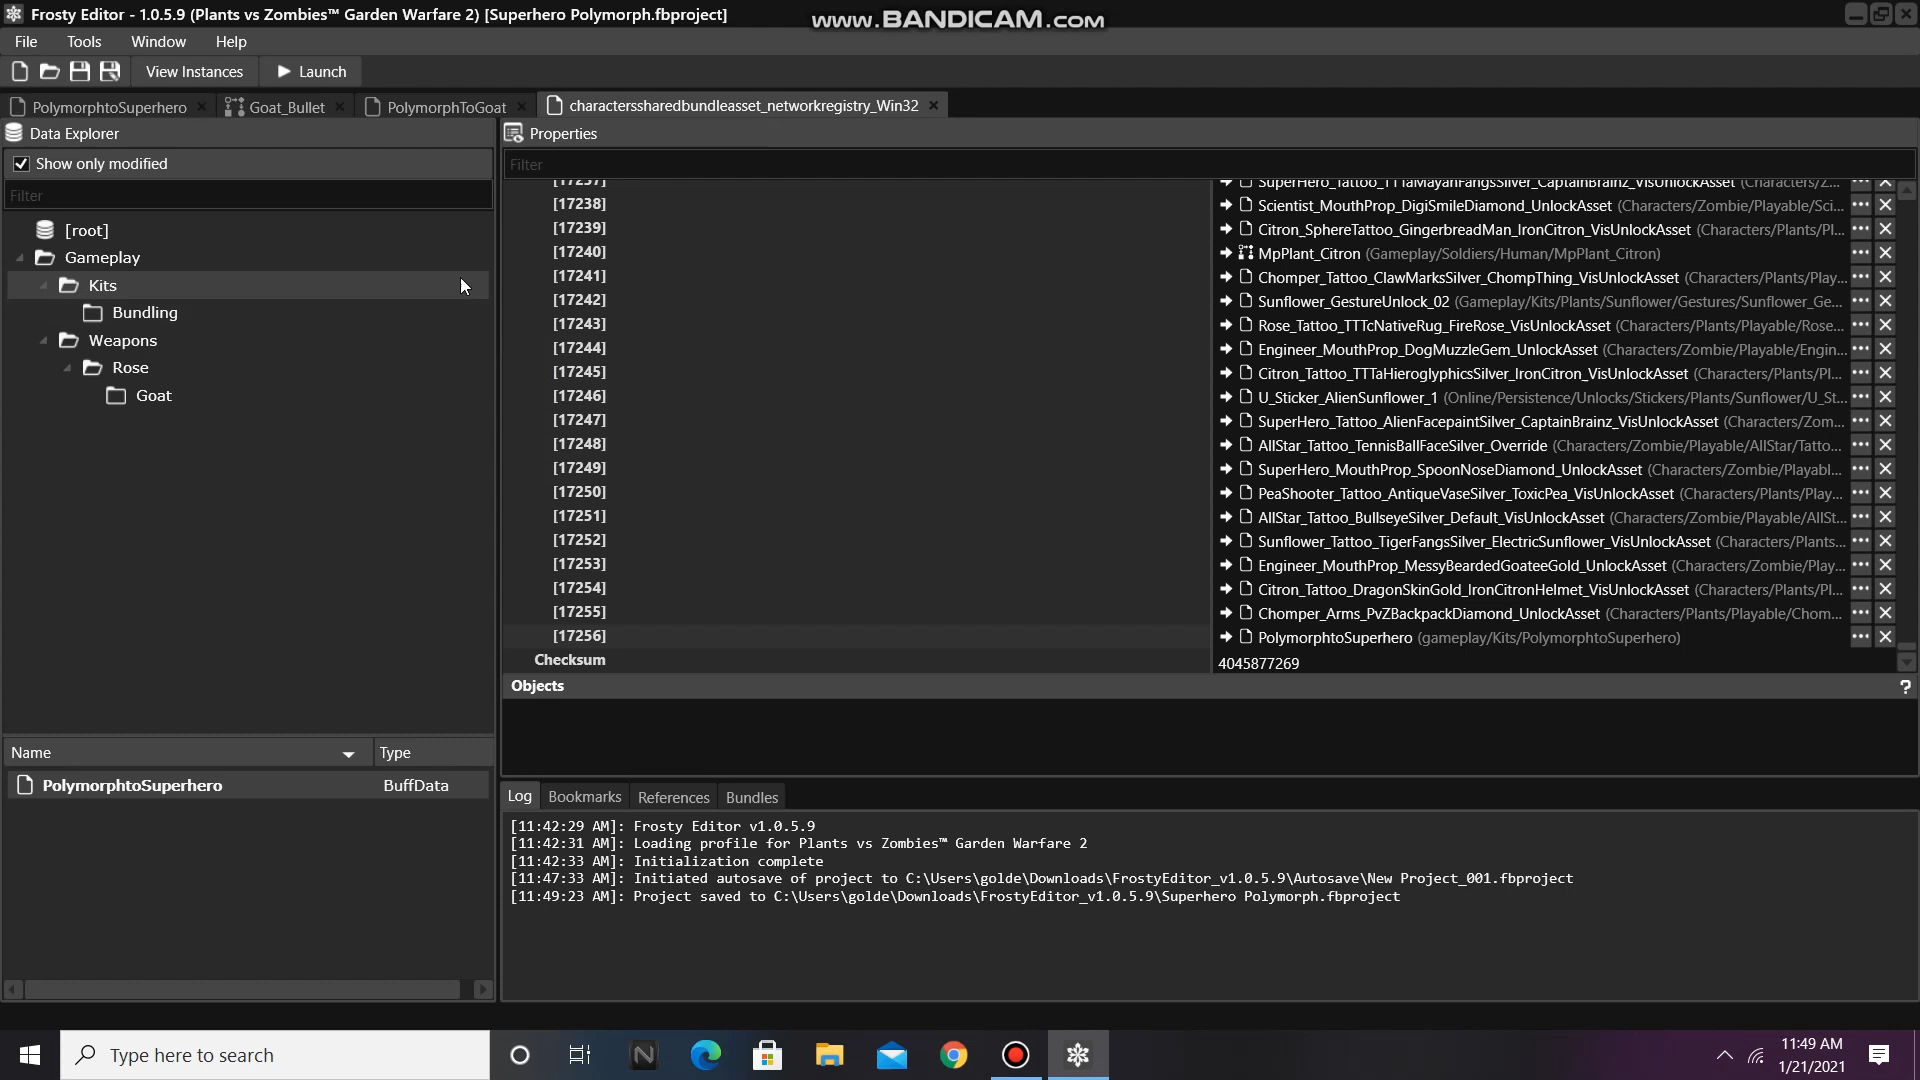 Frosty Editor - 1.0.5.9 (Plants vs Zombies™ Garden Warfare 2) [Superhero Polymorph.fbproject]
www.BANDICAM.com
File Tools Window Help
View Instances Launch
PolymorphtoSuperhero Goat_Bullet PolymorphToGoat characterssharedbundleasset_networkregistry_Win32
Data Explorer
Show only modified
Filter
[root]
Gameplay
Kits
Bundling
Weapons
Rose
Goat
Name Type
PolymorphtoSuperhero BuffData
Properties
Filter
[17237] SuperHero_Tattoo_TTTaMayanFangsSilver_CaptainBrainz_VisUnlockAsset (Characters/Z...
[17238] Scientist_MouthProp_DigiSmileDiamond_UnlockAsset (Characters/Zombie/Playable/Sci...
[17239] Citron_SphereTattoo_GingerbreadMan_IronCitron_VisUnlockAsset (Characters/Plants/Pl...
[17240] MpPlant_Citron (Gameplay/Soldiers/Human/MpPlant_Citron)
[17241] Chomper_Tattoo_ClawMarksSilver_ChompThing_VisUnlockAsset (Characters/Plants/Play...
[17242] Sunflower_GestureUnlock_02 (Gameplay/Kits/Plants/Sunflower/Gestures/Sunflower_Ge...
[17243] Rose_Tattoo_TTTcNativeRug_FireRose_VisUnlockAsset (Characters/Plants/Playable/Rose...
[17244] Engineer_MouthProp_DogMuzzleGem_UnlockAsset (Characters/Zombie/Playable/Engin...
[17245] Citron_Tattoo_TTTaHieroglyphicsSilver_IronCitron_VisUnlockAsset (Characters/Plants/Pl...
[17246] U_Sticker_AlienSunflower_1 (Online/Persistence/Unlocks/Stickers/Plants/Sunflower/U_St...
[17247] SuperHero_Tattoo_AlienFacepaintSilver_CaptainBrainz_VisUnlockAsset (Characters/Zom...
[17248] AllStar_Tattoo_TennisBallFaceSilver_Override (Characters/Zombie/Playable/AllStar/Tatto...
[17249] SuperHero_MouthProp_SpoonNoseDiamond_UnlockAsset (Characters/Zombie/Playabl...
[17250] PeaShooter_Tattoo_AntiqueVaseSilver_ToxicPea_VisUnlockAsset (Characters/Plants/Play...
[17251] AllStar_Tattoo_BullseyeSilver_Default_VisUnlockAsset (Characters/Zombie/Playable/AllSt...
[17252] Sunflower_Tattoo_TigerFangsSilver_ElectricSunflower_VisUnlockAsset (Characters/Plants...
[17253] Engineer_MouthProp_MessyBeardedGoateeGold_UnlockAsset (Characters/Zombie/Play...
[17254] Citron_Tattoo_DragonSkinGold_IronCitronHelmet_VisUnlockAsset (Characters/Plants/Pl...
[17255] Chomper_Arms_PvZBackpackDiamond_UnlockAsset (Characters/Plants/Playable/Chom...
[17256] PolymorphtoSuperhero (gameplay/Kits/PolymorphtoSuperhero)
Checksum 4045877269
Objects ?
Log Bookmarks References Bundles
[11:42:29 AM]: Frosty Editor v1.0.5.9
[11:42:31 AM]: Loading profile for Plants vs Zombies™ Garden Warfare 2
[11:42:33 AM]: Initialization complete
[11:47:33 AM]: Initiated autosave of project to C:\Users\golde\Downloads\FrostyEditor_v1.0.5.9\Autosave\New Project_001.fbproject
[11:49:23 AM]: Project saved to C:\Users\golde\Downloads\FrostyEditor_v1.0.5.9\Superhero Polymorph.fbproject
Type here to search
11:49 AM
1/21/2021